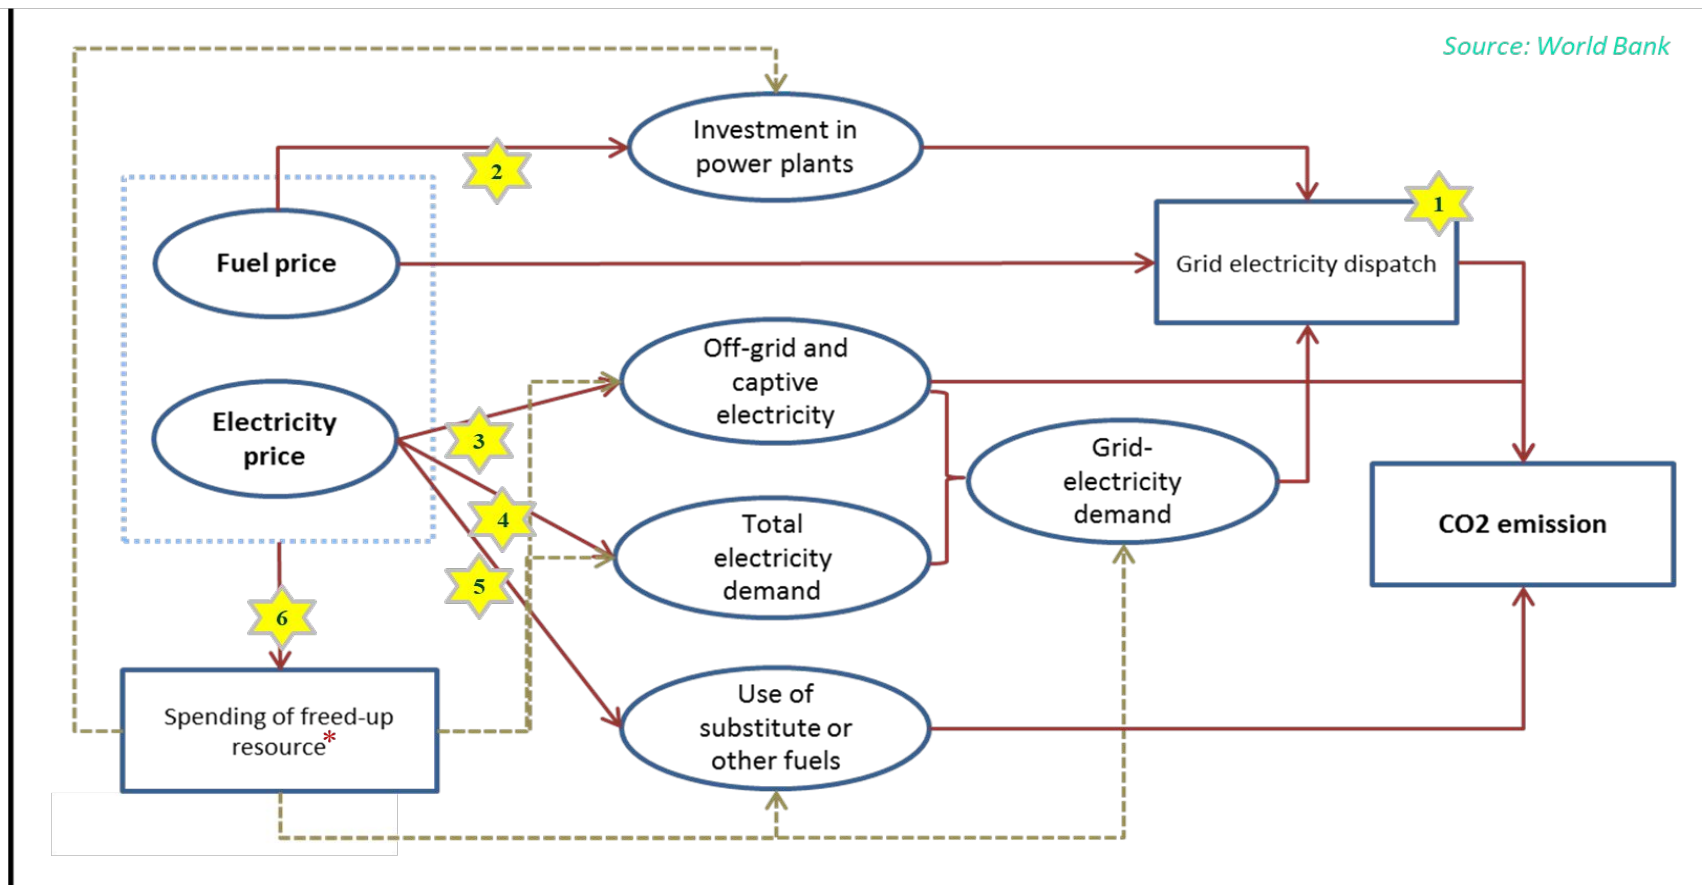 Source: World Bank
Investment in
power plants
2
1
Fuel price
Grid electricity dispatch
Off-grid and
captive
electricity
Electricity
price
3
Grid-
electricity
demand
4
Total
electricity
demand
CO2 emission
5
6
Use of
substitute or
other fuels
Spending of freed-up
resource*